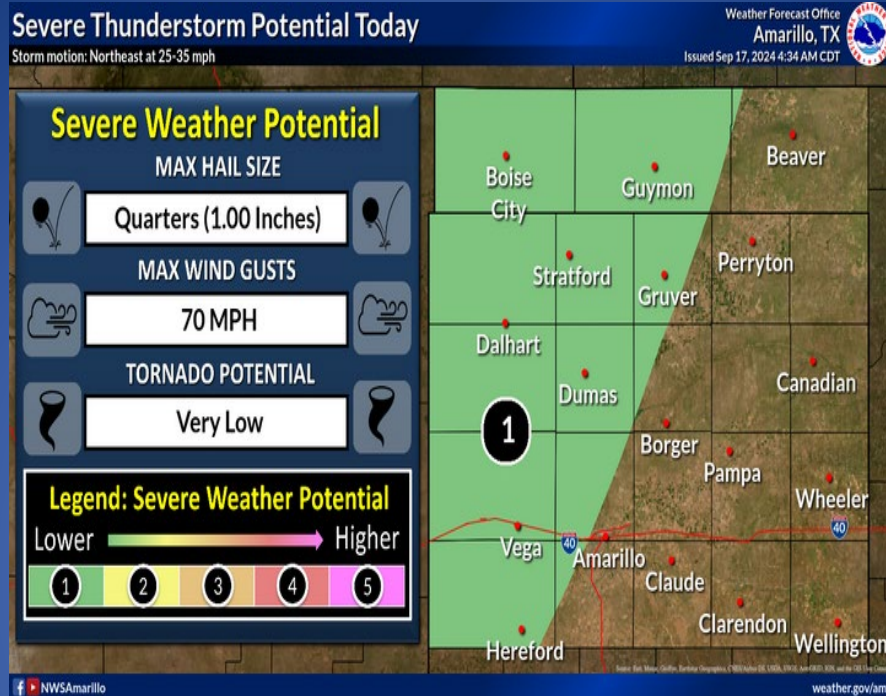 Severe Thunderstorm Potential Today
Storm motion: Northeast at 25-35 mph
Weather Forecast Office
Amarillo, TX
Issued Sep 17, 2024 4:34 AM CDT
Severe Weather Potential
MAX HAIL SIZE
Quarters (1.00 Inches)
MAX WIND GUSTS
70 MPH
TORNADO POTENTIAL
Very Low
Legend: Severe Weather Potential
Lower Higher
1 2 3 4 5
Boise
City
Guymon
Beaver
Stratford
Gruver
Perryton
Dalhart
Dumas
Canadian
1
Borger
Pampa
Wheeler
40
Vega
40
Amarillo
Claude
Clarendon
Hereford
Wellington
NWSAmarillo
weather.gov/am